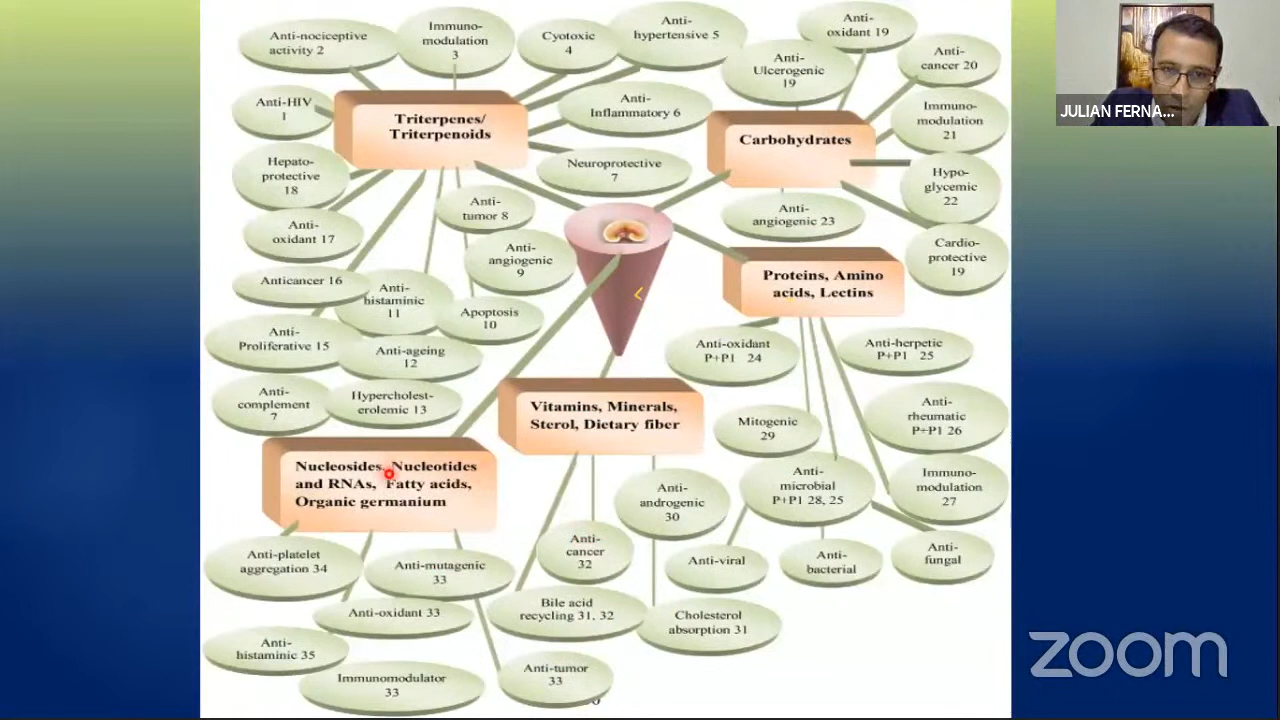 Anti-nociceptive
activity 2
Immuno-
modulation
3
Cyotoxic
4
Anti-
hypertensive 5
Anti-
oxidant 19
Anti-
Ulcerogenic
19
Anti-
cancer 20
JULIAN FERNA...
Anti-HIV
1
Triterpenes/
Triterpenoids
Anti-
Inflammatory 6
Carbohydrates
Immuno-
modulation
21
Hepato-
protective
18
Neuroprotective
7
Hypo-
glycemic
22
Anti-
tumor 8
Anti-
angiogenic 23
Anti-
oxidant 17
Anti-
angiogenic
9
Cardio-
protective
19
Anticancer 16
Anti-
histaminic
11
Apoptosis
10
Proteins, Amino
acids, Lectins
Anti-
Proliferative 15
Anti-ageing
12
Anti-oxidant
P+P1 24
Anti-herpetic
P+P1 25
Anti-
complement
7
Hypercholest-
erolemic 13
Vitamins, Minerals,
Sterol, Dietary fiber
Mitogenic
29
Anti-
rheumatic
P+P1 26
Nucleosides, Nucleotides
and RNAs, Fatty acids,
Organic germanium
Anti-
androgenic
30
Anti-
microbial
P+P1 28, 25
Immuno-
modulation
27
Anti-platelet
aggregation 34
Anti-mutagenic
33
Anti-
cancer
32
Anti-viral
Anti-
bacterial
Anti-
fungal
Anti-oxidant 33
Bile acid
recycling 31, 32
Cholesterol
absorption 31
Anti-
histaminic 35
Immunomodulator
33
Anti-tumor
33
zoom